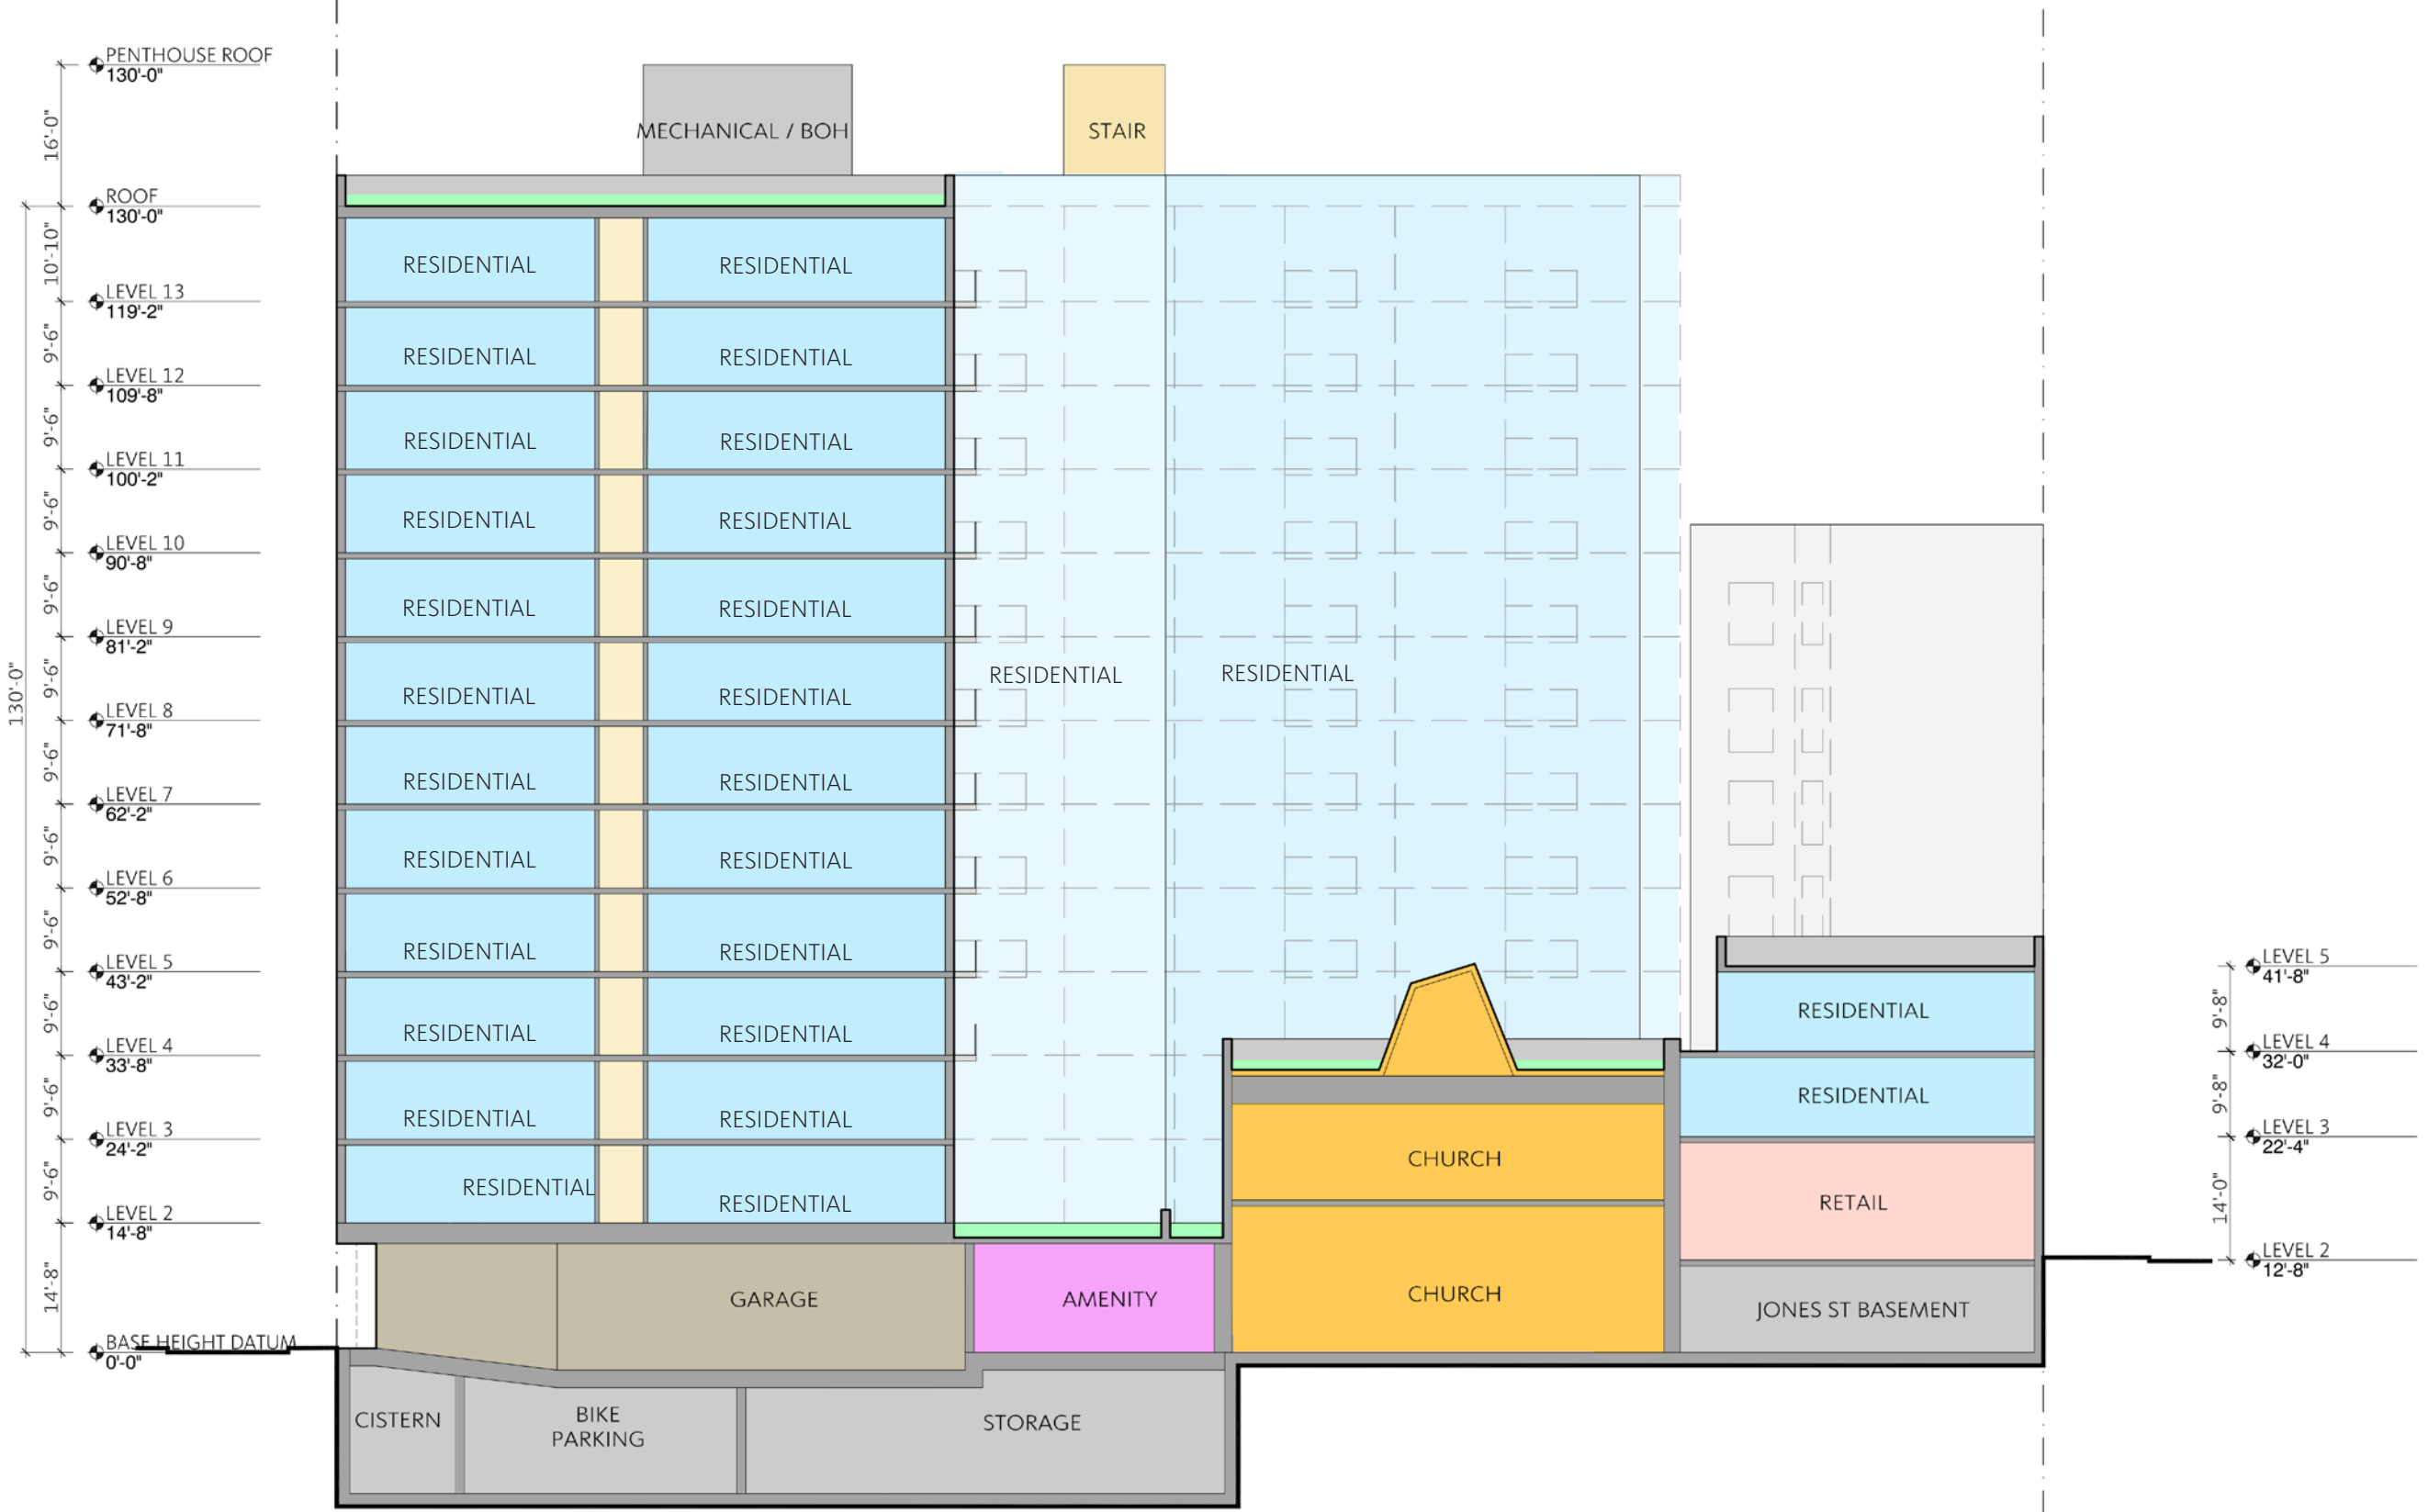 PENTHOUSE ROOF
130'-0"
16'-0"
MECHANICAL / BOH
STAIR
ROOF
130'-0"
10'-10"
RESIDENTIAL
RESIDENTIAL
LEVEL 13
119'-2"
9'-6"
RESIDENTIAL
RESIDENTIAL
LEVEL 12
109'-8"
9'-6"
RESIDENTIAL
RESIDENTIAL
LEVEL 11
100'-2"
9'-6"
RESIDENTIAL
RESIDENTIAL
LEVEL 10
90'-8"
9'-6"
RESIDENTIAL
RESIDENTIAL
LEVEL 9
81'-2"
130'-0"
9'-6"
RESIDENTIAL
RESIDENTIAL
RESIDENTIAL
RESIDENTIAL
LEVEL 8
71'-8"
9'-6"
RESIDENTIAL
RESIDENTIAL
LEVEL 7
62'-2"
9'-6"
RESIDENTIAL
RESIDENTIAL
LEVEL 6
52'-8"
9'-6"
RESIDENTIAL
RESIDENTIAL
LEVEL 5
43'-2"
9'-6"
RESIDENTIAL
RESIDENTIAL
LEVEL 4
33'-8"
9'-6"
RESIDENTIAL
RESIDENTIAL
LEVEL 3
24'-2"
9'-6"
RESIDENTIAL
RESIDENTIAL
LEVEL 2
14'-8"
14'-8"
BASE HEIGHT DATUM
0'-0"
GARAGE
AMENITY
CHURCH
CHURCH
RESIDENTIAL
RESIDENTIAL
RETAIL
JONES ST BASEMENT
LEVEL 5
41'-8"
9'-8"
LEVEL 4
32'-0"
9'-8"
LEVEL 3
22'-4"
14'-0"
LEVEL 2
12'-8"
CISTERN
BIKE
PARKING
STORAGE